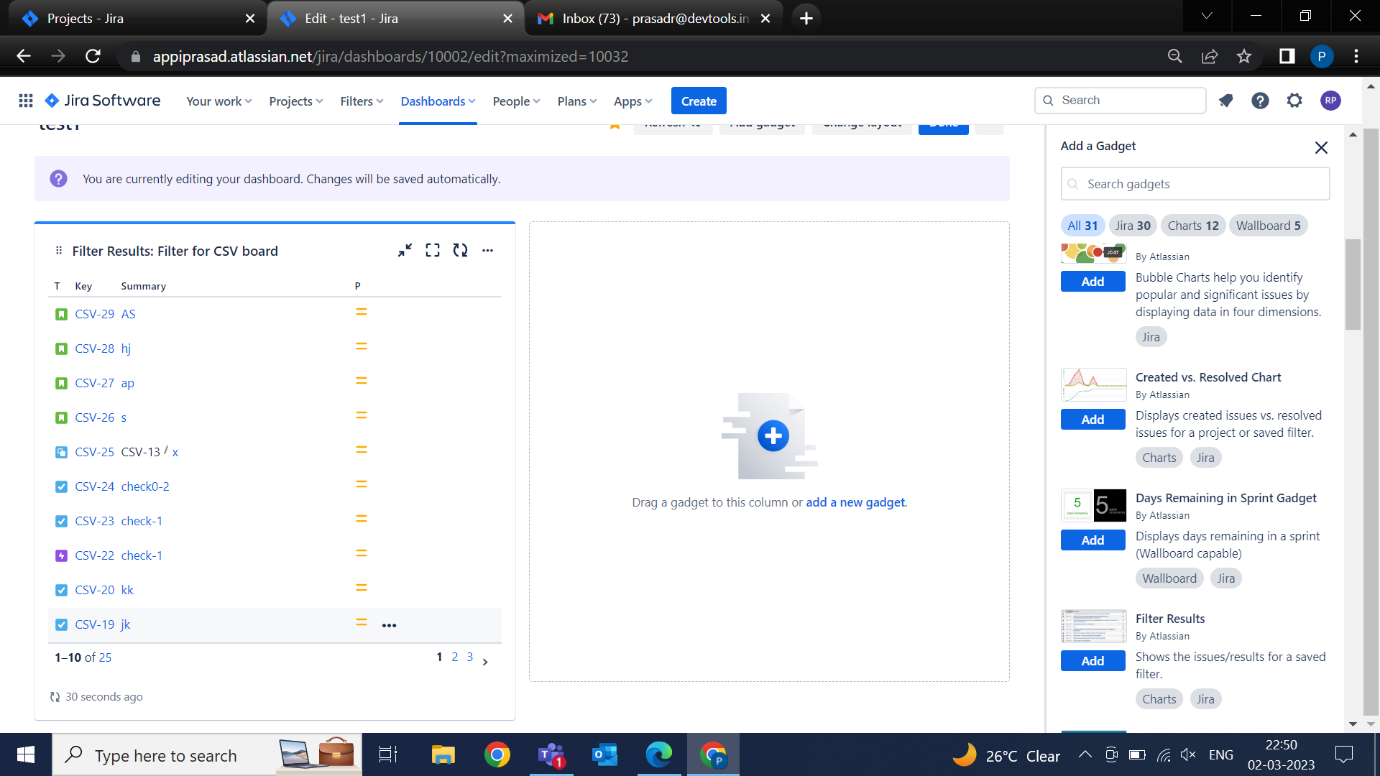 Projects - Jira
Edit - test1 - Jira
Inbox (73) - prasadr@devtools.in
appiprasad.atlassian.net/jira/dashboards/10002/edit?maximized=10032
P
Jira Software
Your work
Projects
Filters
Dashboards
People
Plans
Apps
Create
Search
RP
test1
Add gadget
Change layout
Done
You are currently editing your dashboard. Changes will be saved automatically.
Filter Results: Filter for CSV board
T Key Summary P
CSV-29 AS
CSV-28 hj
CSV-27 ap
CSV-26 s
CSV-25 CSV-13 / x
CSV-24 check0-2
CSV-23 check-1
CSV-22 check-1
CSV-20 kk
CSV-19 jk
1–10 of 25
1 2 3
30 seconds ago
Drag a gadget to this column or add a new gadget.
Add a Gadget
Search gadgets
All 31 Jira 30 Charts 12 Wallboard 5
By Atlassian
Add
Bubble Charts help you identify
popular and significant issues by
displaying data in four dimensions.
Jira
Created vs. Resolved Chart
By Atlassian
Add
Displays created issues vs. resolved
issues for a project or saved filter.
Charts Jira
5
5
Days Remaining in Sprint Gadget
By Atlassian
Add
Displays days remaining in a sprint
(Wallboard capable)
Wallboard Jira
Filter Results
By Atlassian
Add
Shows the issues/results for a saved
filter.
Charts Jira
Type here to search
1
P
26°C Clear
ENG
22:50
02-03-2023